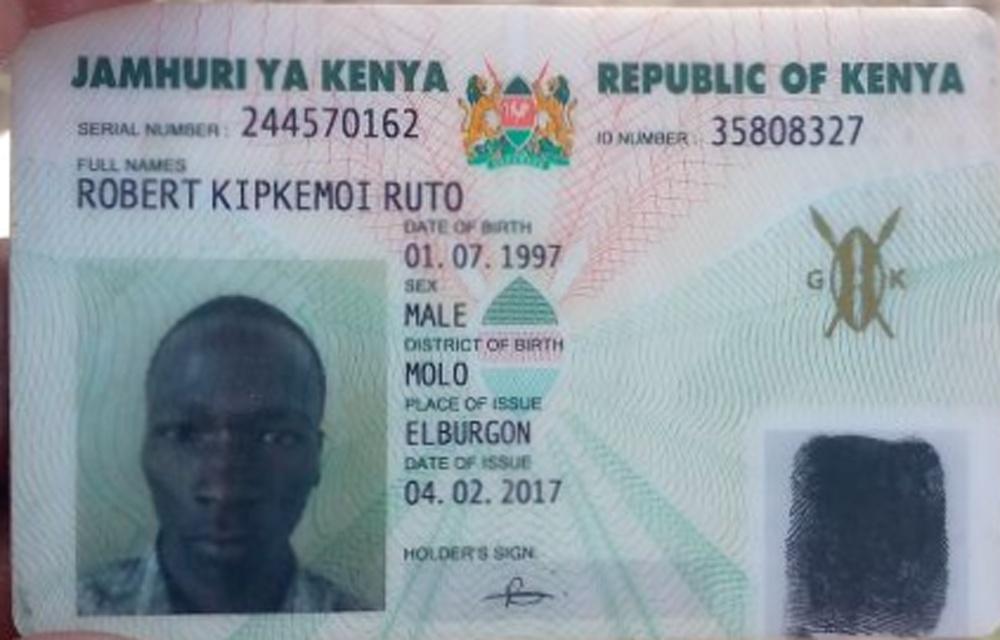 JAMHURI YA KENYA
REPUBLIC OF KENYA
SERIAL NUMBER: 244570162
ID NUMBER: 35808327
FULL NAMES
ROBERT KIPKEMOI RUTO
DATE OF BIRTH
01. 07. 1997
SEX
MALE
DISTRICT OF BIRTH
MOLO
PLACE OF ISSUE
ELBURGON
DATE OF ISSUE
04. 02. 2017
HOLDER'S SIGN.
G K